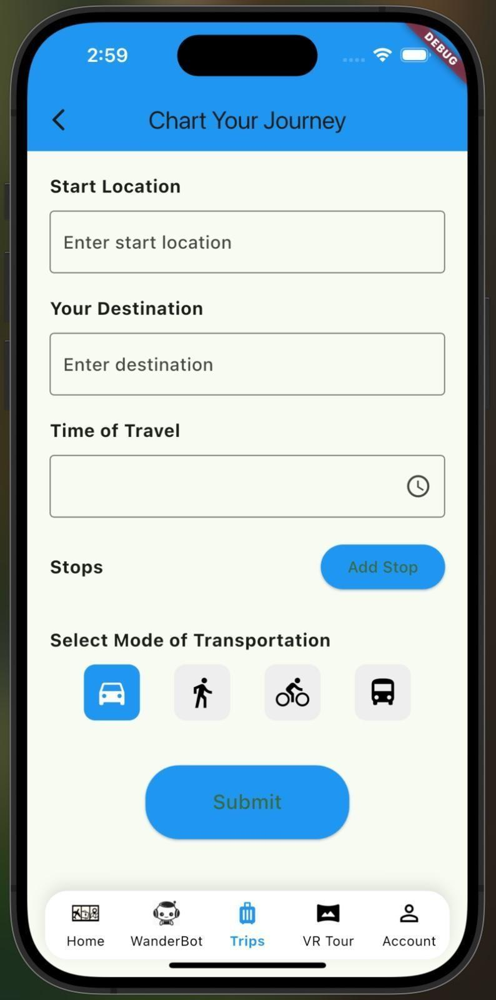 2:59
DEBUG
Chart Your Journey
Start Location
Enter start location
Your Destination
Enter destination
Time of Travel
Stops
Add Stop
Select Mode of Transportation
Submit
Home
WanderBot
Trips
VR Tour
Account